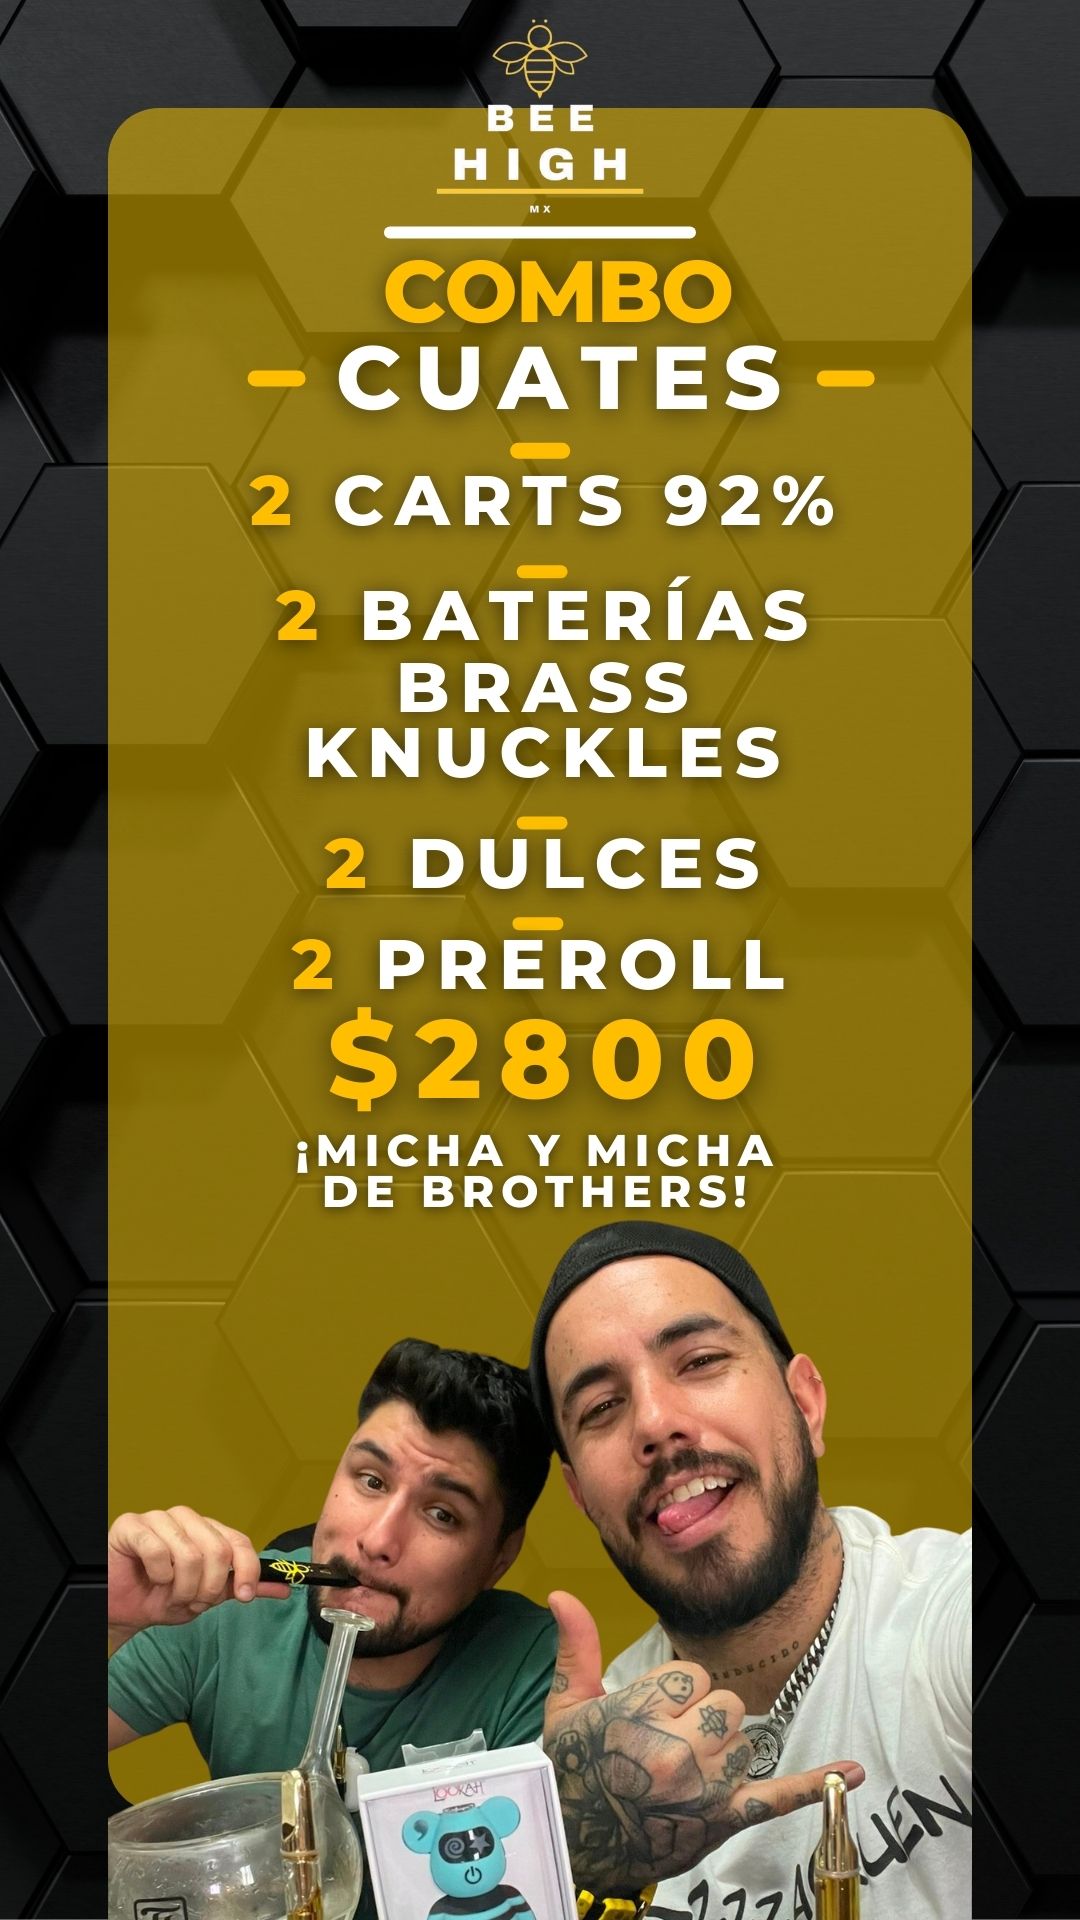 BEE
HIGH
MX
COMBO
- CUATES -
2 CARTS 92%
2 BATERÍAS
BRASS
KNUCKLES
2 DULCES
2 PREROLL
$2800
¡MICHA Y MICHA
DE BROTHERS!
LOOKAH